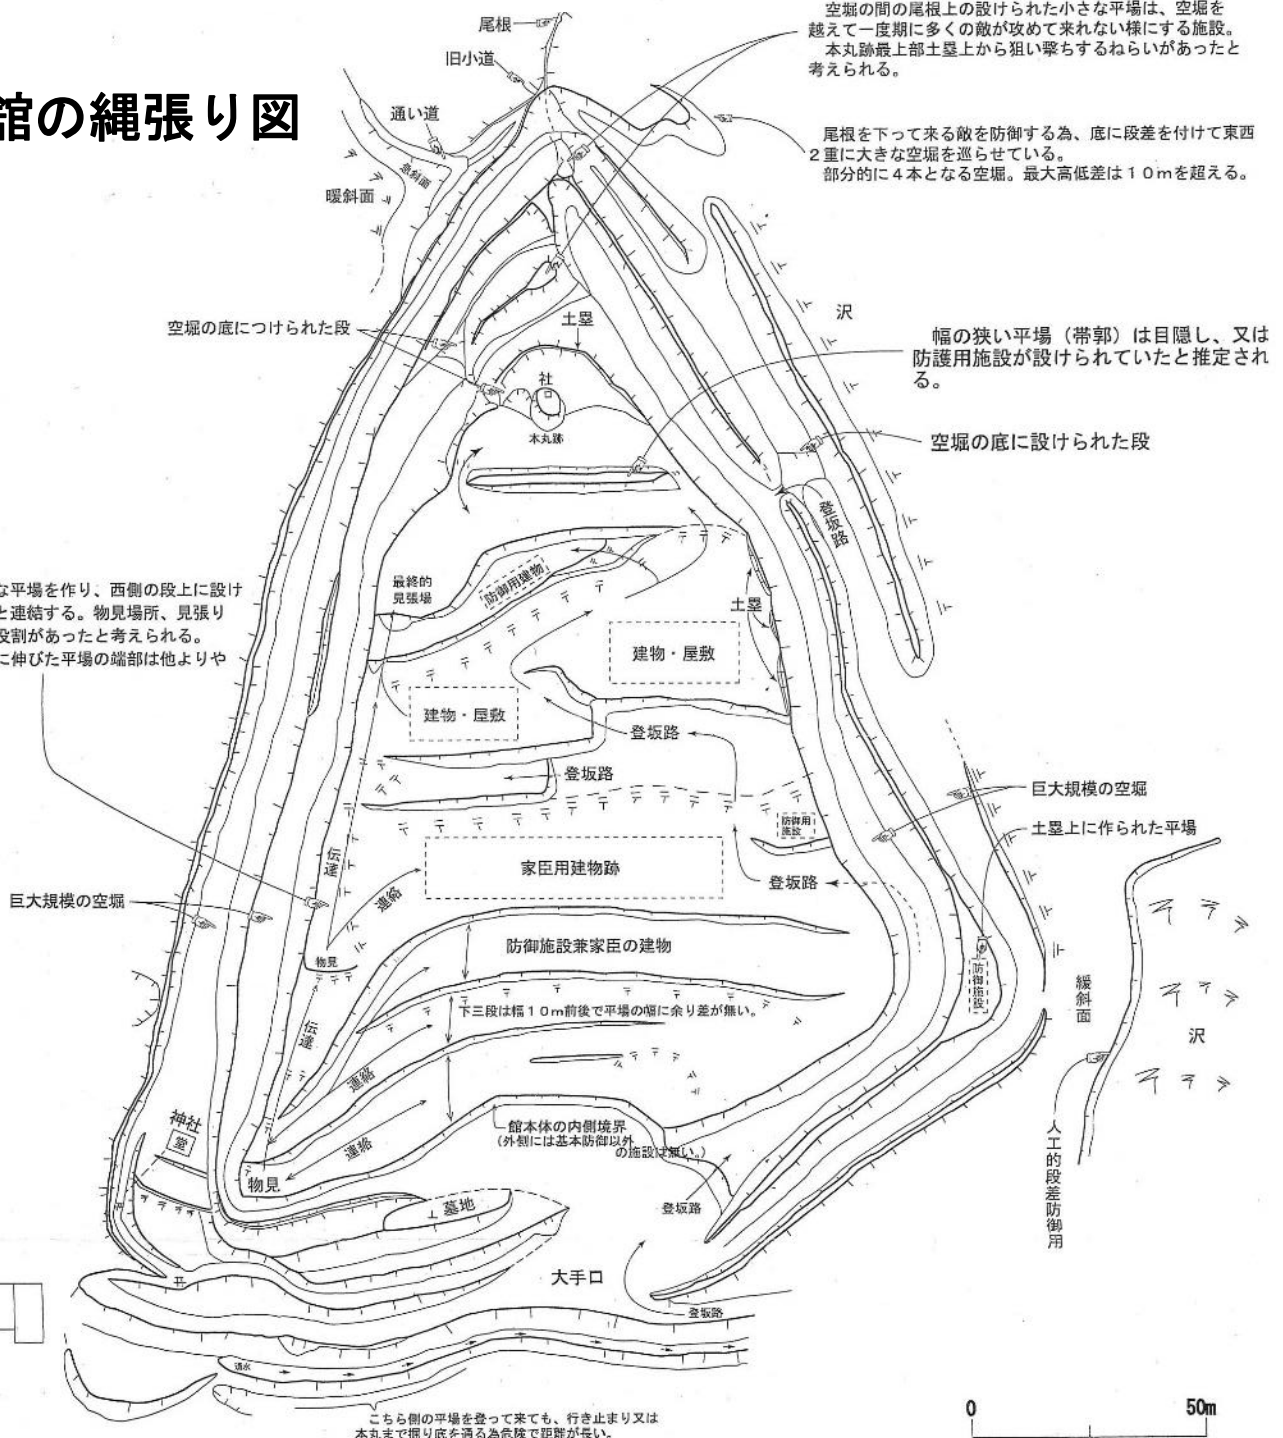 館の縄張り図
尾根
旧小道
通い道
急斜面
暖斜面
空堀の間の尾根上の設けられた小さな平場は、空堀を
越えて一度期に多くの敵が攻めて来れない様にする施設。
本丸跡最上部土塁上から狙い撃ちするねらいがあったと
考えられる。
尾根を下って来る敵を防御する為、底に段差を付けて東西
2重に大きな空堀を巡らせている。
部分的に4本となる空堀。最大高低差は10mを超える。
沢
空堀の底につけられた段
土塁
社
本丸跡
幅の狭い平場（帯郭）は目隠し、又は
防護用施設が設けられていたと推定され
る。
空堀の底に設けられた段
登坂路
最終的
見張場
防御用建物
土塁
な平場を作り、西側の段上に設け
と連結する。物見場所、見張り
役割があったと考えられる。
に伸びた平場の端部は他よりや
建物・屋敷
建物・屋敷
登坂路
登坂路
巨大規模の空堀
防御用
施設
土塁上に作られた平場
伝達
家臣用建物跡
登坂路
連絡
巨大規模の空堀
防御施設兼家臣の建物
物見
防御施設
緩斜面
下三段は幅10m前後で平場の幅に余り差が無い。
伝達
沢
連絡
神社
堂
館本体の内側境界
（外側には基本防御以外
の施設は無い。）
連絡
人工的段差防御用
物見
墓地
登坂路
大手口
登坂路
湧水
0 50m
こちら側の平場を登って来ても、行き止まり又は
本丸まで掘り底を通る為危険で距離が長い。